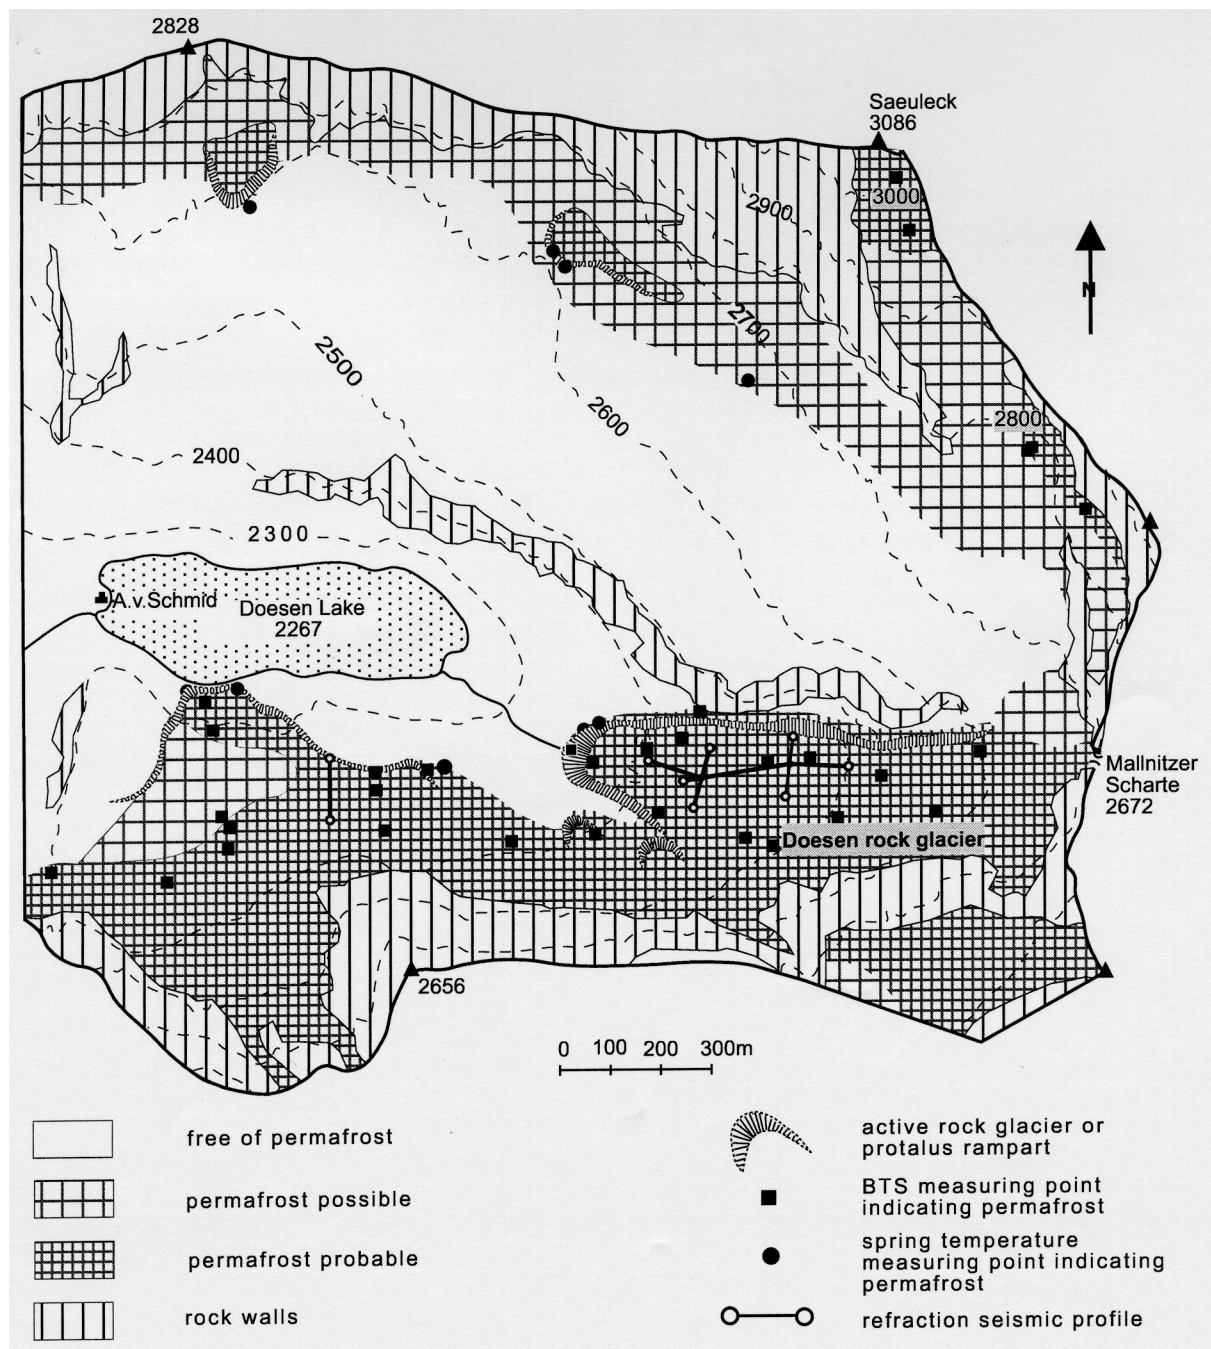 2828
Saeuleck
3086
3000
2900
N
2700
2500
2600
2800
2400
2300
A.v.Schmid
Doesen Lake
2267
Mallnitzer
Scharte
2672
Doesen rock glacier
2656
0 100 200 300m
free of permafrost
permafrost possible
permafrost probable
rock walls
active rock glacier or
protalus rampart
BTS measuring point
indicating permafrost
spring temperature
measuring point indicating
permafrost
refraction seismic profile